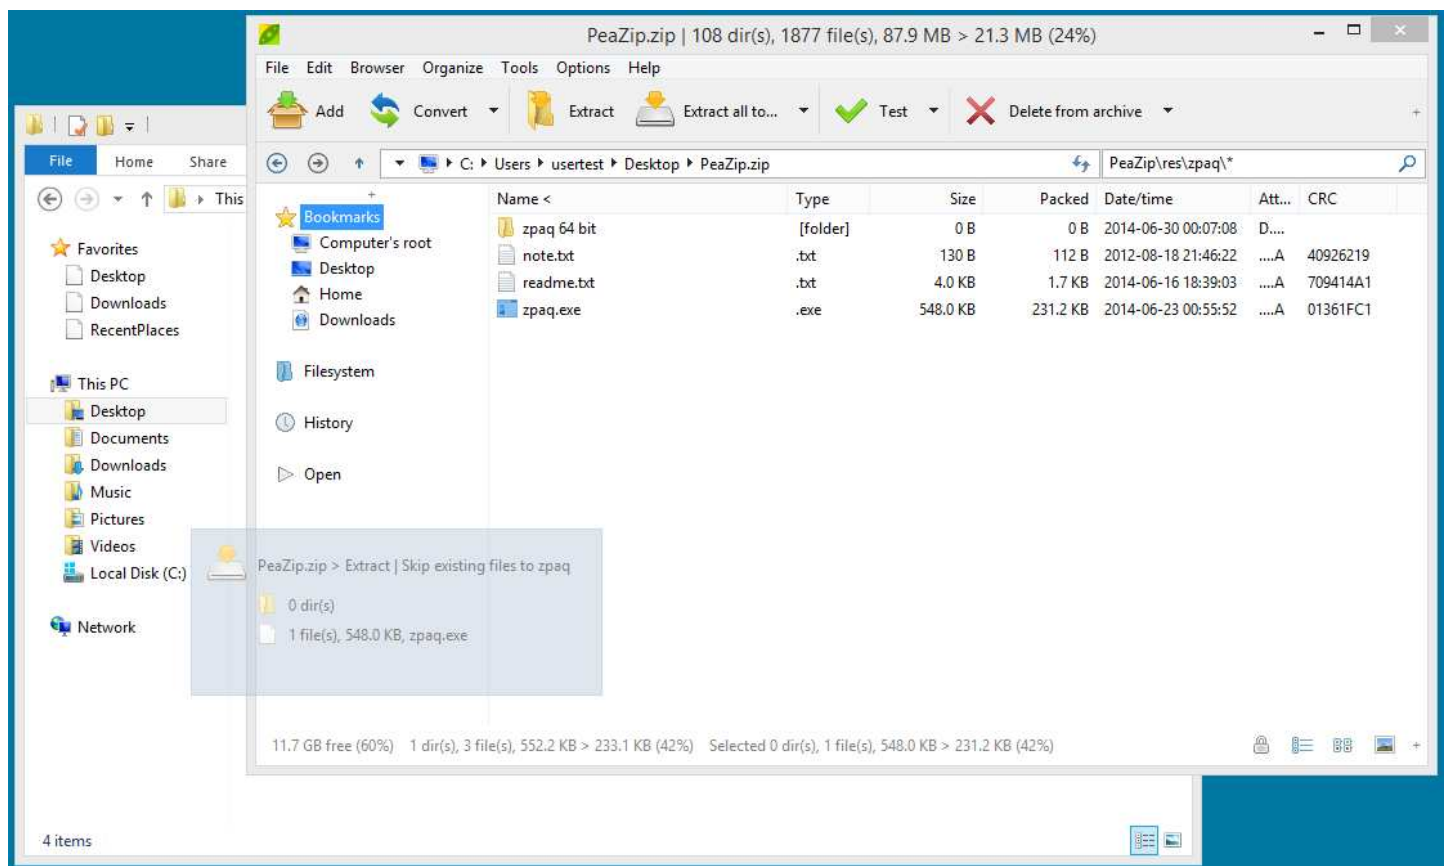 PeaZip.zip | 108 dir(s), 1877 file(s), 87.9 MB > 21.3 MB (24%)
File Edit Browser Organize Tools Options Help
Add Convert Extract Extract all to... Test Delete from archive
C: Users usertest Desktop PeaZip.zip PeaZip\res\zpaq\*
Name < Type Size Packed Date/time Att... CRC
zpaq 64 bit [folder] 0 B 0 B 2014-06-30 00:07:08 D....
note.txt .txt 130 B 112 B 2012-08-18 21:46:22 ....A 40926219
readme.txt .txt 4.0 KB 1.7 KB 2014-06-16 18:39:03 ....A 709414A1
zpaq.exe .exe 548.0 KB 231.2 KB 2014-06-23 00:55:52 ....A 01361FC1
Bookmarks
Computer's root
Desktop
Home
Downloads
Filesystem
History
Open
11.7 GB free (60%) 1 dir(s), 3 file(s), 552.2 KB > 233.1 KB (42%) Selected 0 dir(s), 1 file(s), 548.0 KB > 231.2 KB (42%)
PeaZip.zip > Extract | Skip existing files to zpaq
0 dir(s)
1 file(s), 548.0 KB, zpaq.exe
File Home Share
This
Favorites
Desktop
Downloads
RecentPlaces
This PC
Desktop
Documents
Downloads
Music
Pictures
Videos
Local Disk (C:)
Network
4 items